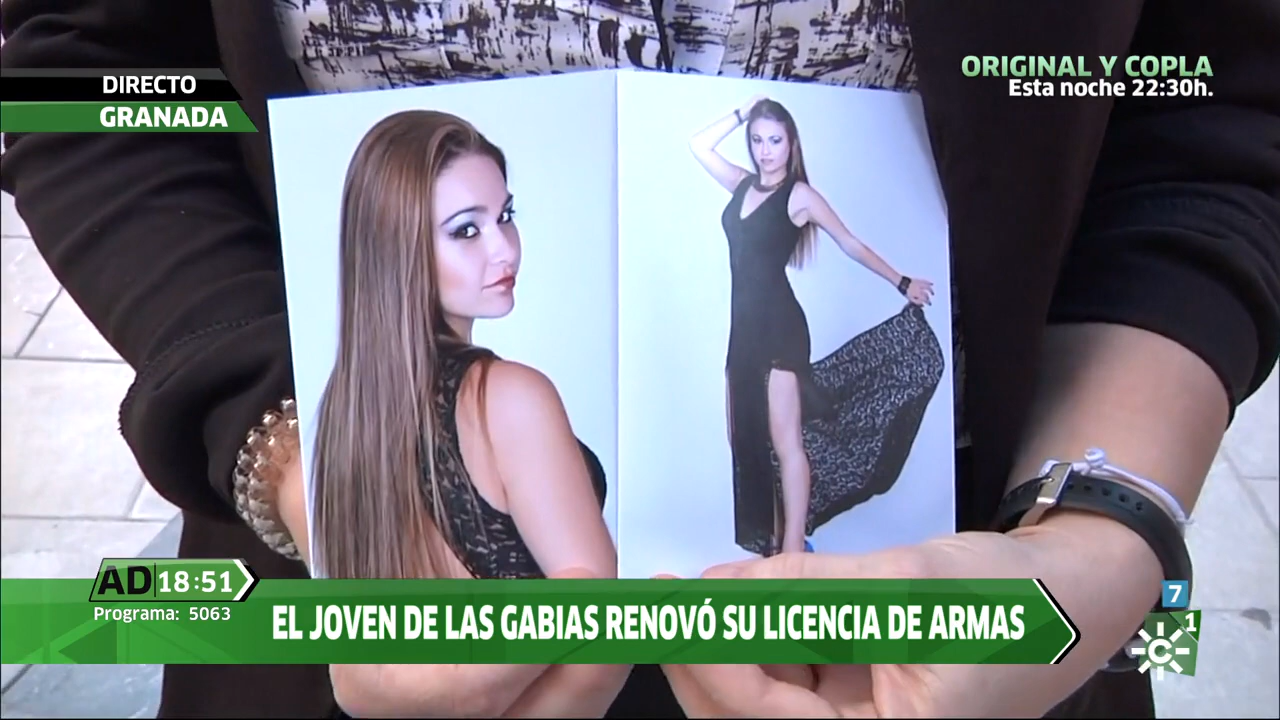 DIRECTO
GRANADA
ORIGINAL Y COPLA
Esta noche 22:30h.
AD 18:51
Programa: 5063
EL JOVEN DE LAS GABIAS RENOVÓ SU LICENCIA DE ARMAS
7
1
C